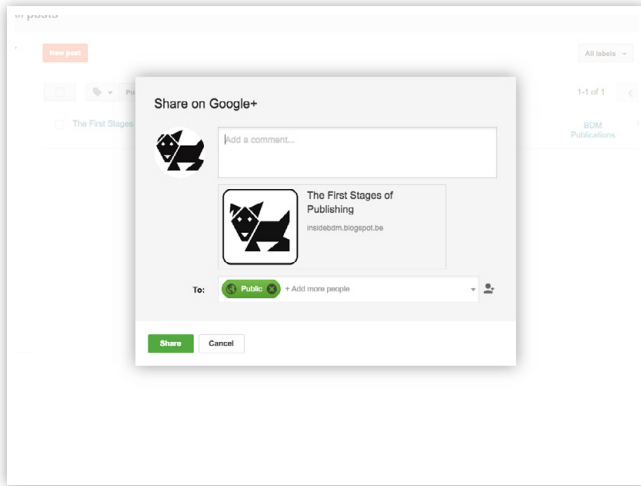 posts
New post
All labels
1-1 of 1
The First Stages
BDM
Publications
Share on Google+
Add a comment...
The First Stages of
Publishing
insidebdm.blogspot.be
To: Public + Add more people
Share Cancel